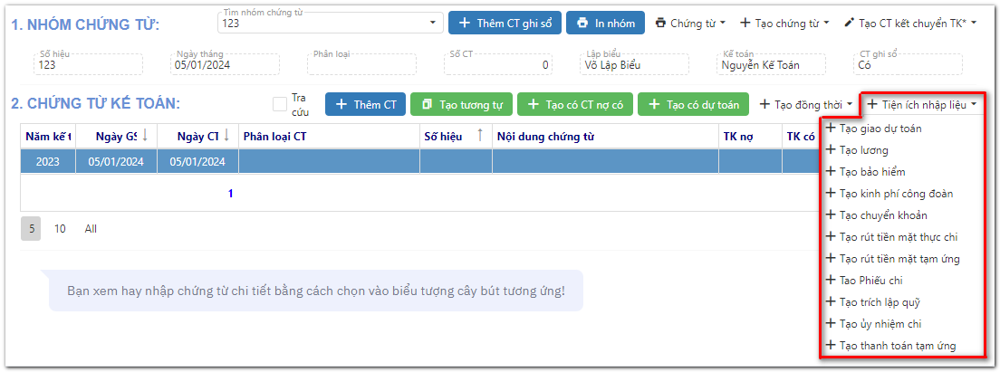 1. NHÓM CHỨNG TỪ:
Tìm nhóm chứng từ
123
Thêm CT ghi sổ
In nhóm
Chứng từ
Tạo chứng từ
Tạo CT kết chuyển TK*
Số hiệu
123
Ngày tháng
05/01/2024
Phân loại
Số CT
0
Lập biểu
Võ Lập Biểu
Kế toán
Nguyễn Kế Toán
CT ghi sổ
Có
2. CHỨNG TỪ KẾ TOÁN:
Tra
cứu
Thêm CT
Tạo tương tự
Tạo có CT nợ có
Tạo có dự toán
Tạo đồng thời
Tiện ích nhập liệu
Năm kế t
Ngày GS
Ngày CT
Phân loại CT
Số hiệu
Nội dung chứng từ
TK nợ
TK có
2023
05/01/2024
05/01/2024
1
5
10
All
Bạn xem hay nhập chứng từ chi tiết bằng cách chọn vào biểu tượng cây bút tương ứng!
Tạo giao dự toán
Tạo lương
Tạo bảo hiểm
Tạo kinh phí công đoàn
Tạo chuyển khoản
Tạo rút tiền mặt thực chi
Tạo rút tiền mặt tạm ứng
Tao Phiếu chi
Tạo trích lập quỹ
Tạo ủy nhiệm chi
Tạo thanh toán tạm ứng